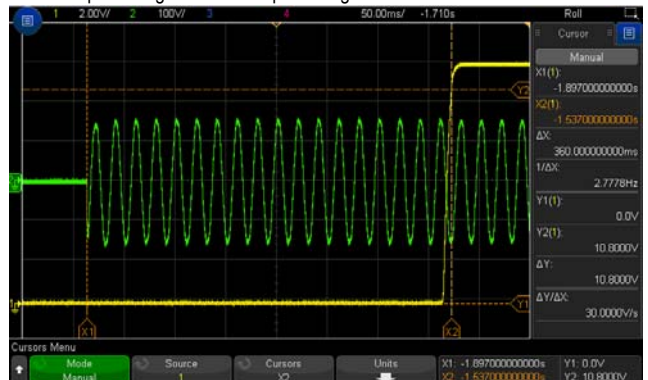 1 2.00V/ 2 100V/ 3 4 50.00ms/ -1.710s Roll
Cursor
Manual
X1(1):
-1.897000000000s
X2(1):
-1.537000000000s
ΔX:
360.000000000ms
1/ΔX:
2.7778Hz
Y1(1):
0.0V
Y2(1):
10.8000V
ΔY:
10.8000V
ΔY/ΔX:
30.0000V/s
Y2
Y1
X1 X2
Cursors Menu
Mode Source Cursors Units X1: -1.897000000000s Y1: 0.0V
Manual 1 X2 X2: -1.537000000000s Y2: 10.8000V